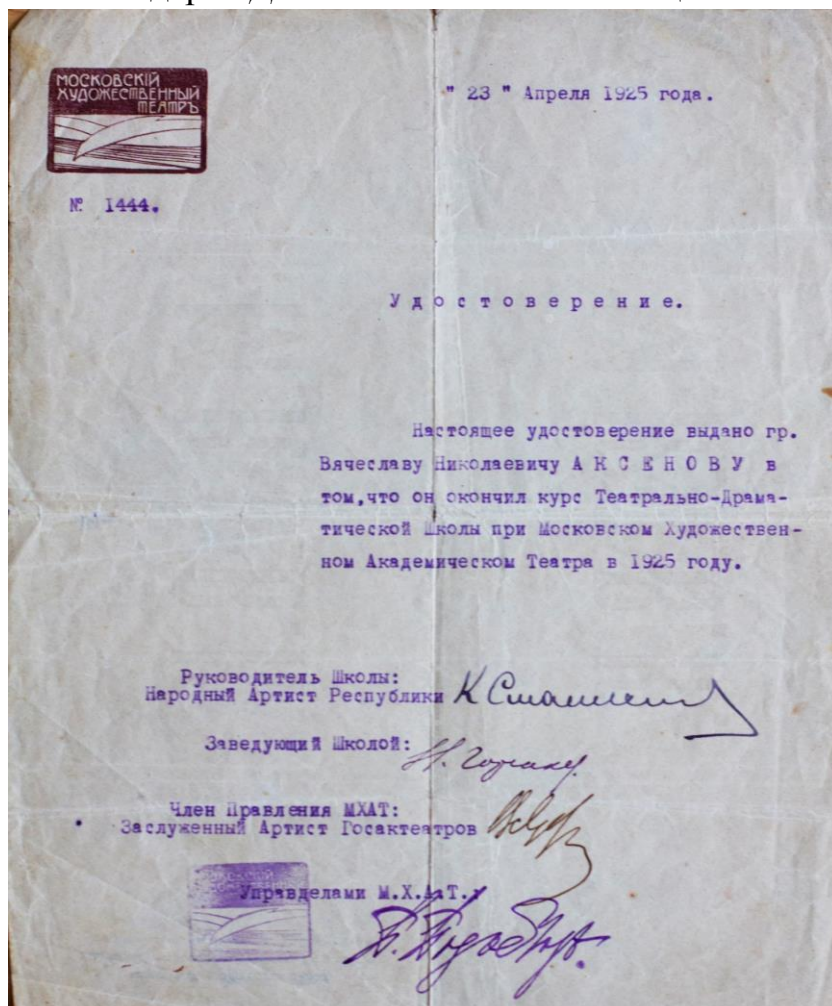 МОСКОВСКІЙ
ХУДОЖЕСТВЕННЫЙ
ТЕАТРЪ
" 23 " Апреля 1925 года.
№ 1444.
Удостоверение.
Настоящее удостоверение выдано гр.
Вячеславу Николаевичу АКСЕНОВУ в
том,что он окончил курс Театрально-Драма-
тической Школы при Московском Художествен-
ном Академическом Театра в 1925 году.
Руководитель Школы:
Народный Артист Республики
Заведующий Школой:
Член Правления МХАТ:
Заслуженный Артист Госактеатров
Управделами М.Х.А.Т.